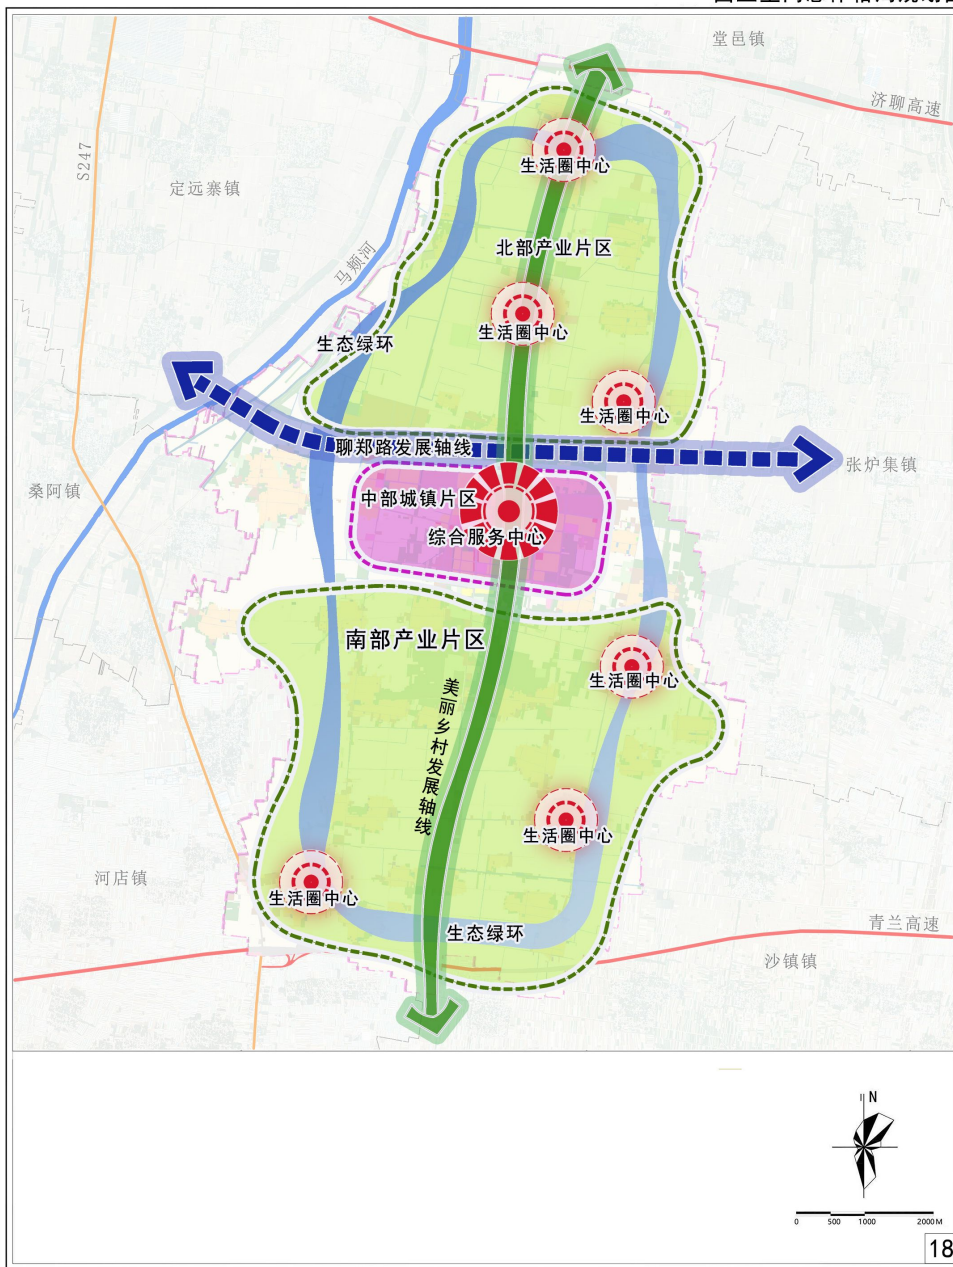 堂邑镇
济聊高速
S247
定远寨镇
马颊河
生活圈中心
北部产业片区
生活圈中心
生态绿环
生活圈中心
聊郑路发展轴线
张炉集镇
桑阿镇
中部城镇片区
综合服务中心
南部产业片区
生活圈中心
美丽乡村发展轴线
生活圈中心
河店镇
生活圈中心
青兰高速
生态绿环
沙镇镇
N
0 500 1000 2000M
18